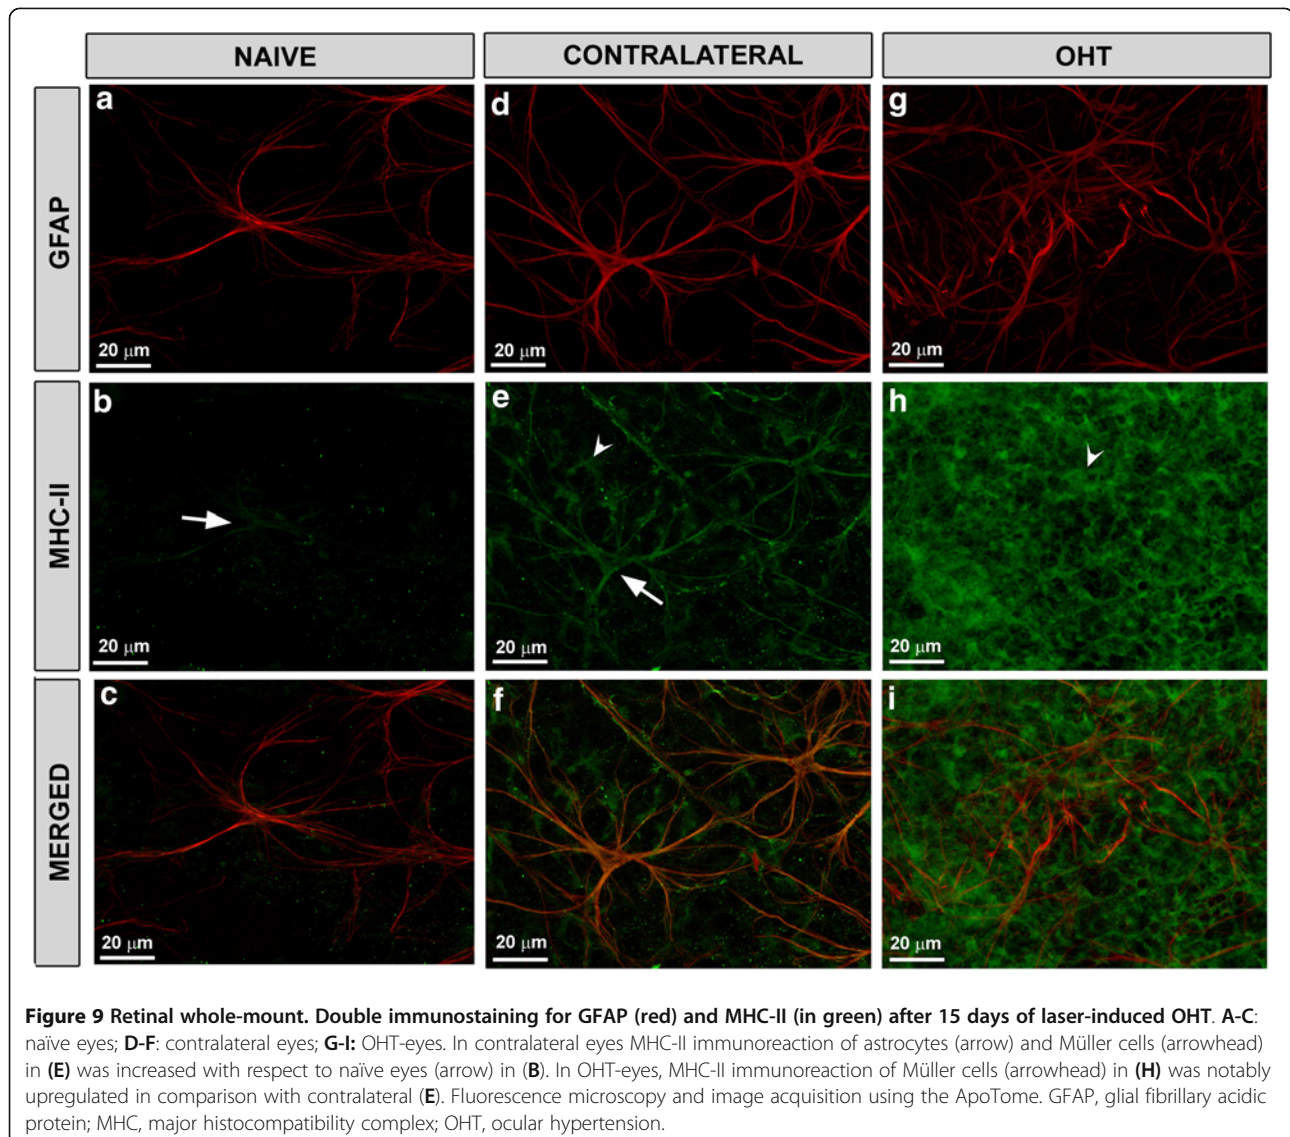 NAIVE
CONTRALATERAL
OHT
GFAP
a
20 μm
d
20 μm
g
20 μm
MHC-II
b
20 μm
e
20 μm
h
20 μm
MERGED
c
20 μm
f
20 μm
i
20 μm
Figure 9 Retinal whole-mount. Double immunostaining for GFAP (red) and MHC-II (in green) after 15 days of laser-induced OHT. A-C:
naïve eyes; D-F: contralateral eyes; G-I: OHT-eyes. In contralateral eyes MHC-II immunoreaction of astrocytes (arrow) and Müller cells (arrowhead)
in (E) was increased with respect to naïve eyes (arrow) in (B). In OHT-eyes, MHC-II immunoreaction of Müller cells (arrowhead) in (H) was notably
upregulated in comparison with contralateral (E). Fluorescence microscopy and image acquisition using the ApoTome. GFAP, glial fibrillary acidic
protein; MHC, major histocompatibility complex; OHT, ocular hypertension.